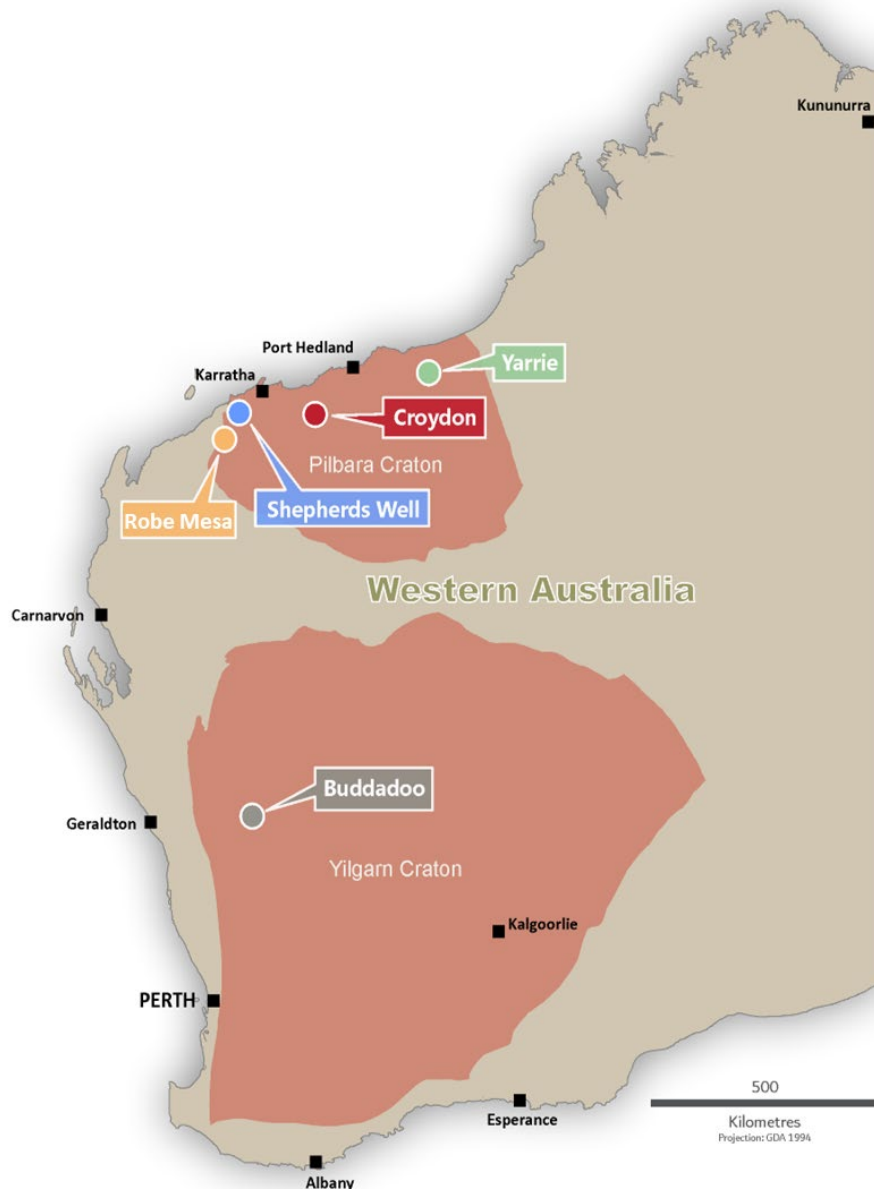 Kununurra
Port Hedland
Karratha
Yarrie
Croydon
Pilbara Craton
Robe Mesa
Shepherds Well
Western Australia
Carnarvon
Buddadoo
Geraldton
Yilgarn Craton
Kalgoorlie
PERTH
500
Kilometres
Projection: GDA 1994
Esperance
Albany